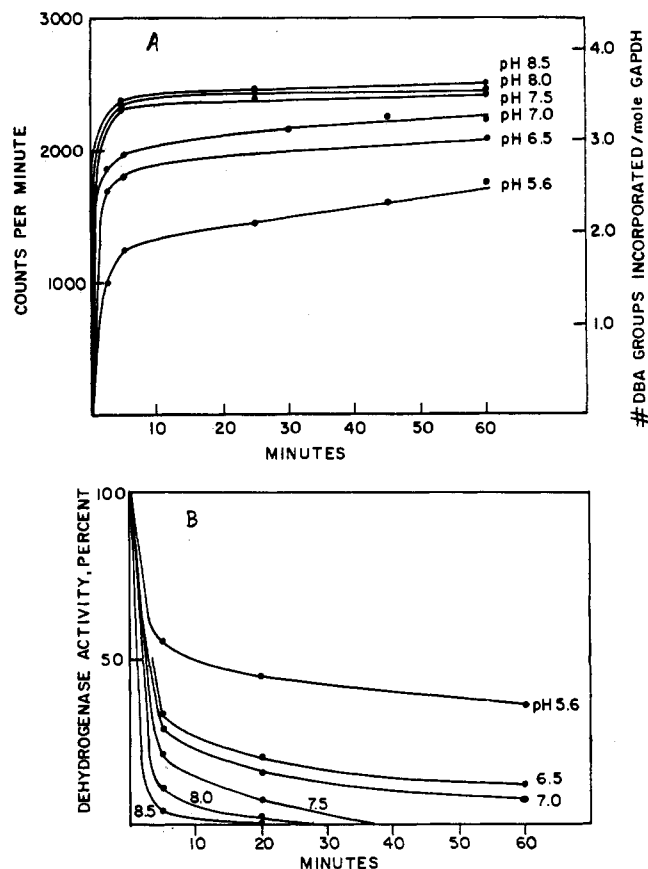 A
3000
2000
1000
COUNTS PER MINUTE
4.0
3.0
2.0
1.0
# DBA GROUPS INCORPORATED/mole GAPDH
pH 8.5
pH 8.0
pH 7.5
pH 7.0
pH 6.5
pH 5.6
10 20 30 40 50 60
MINUTES
B
100
50
DEHYDROGENASE ACTIVITY, PERCENT
pH 5.6
6.5
7.0
7.5
8.0
8.5
10 20 30 40 50 60
MINUTES